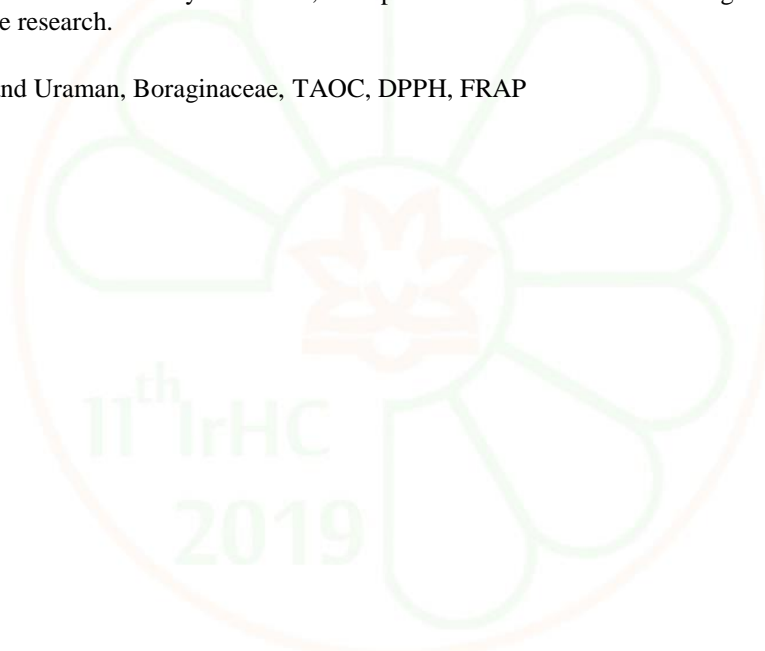 e research.
nd Uraman, Boraginaceae, TAOC, DPPH, FRAP
11th IrHC
2019